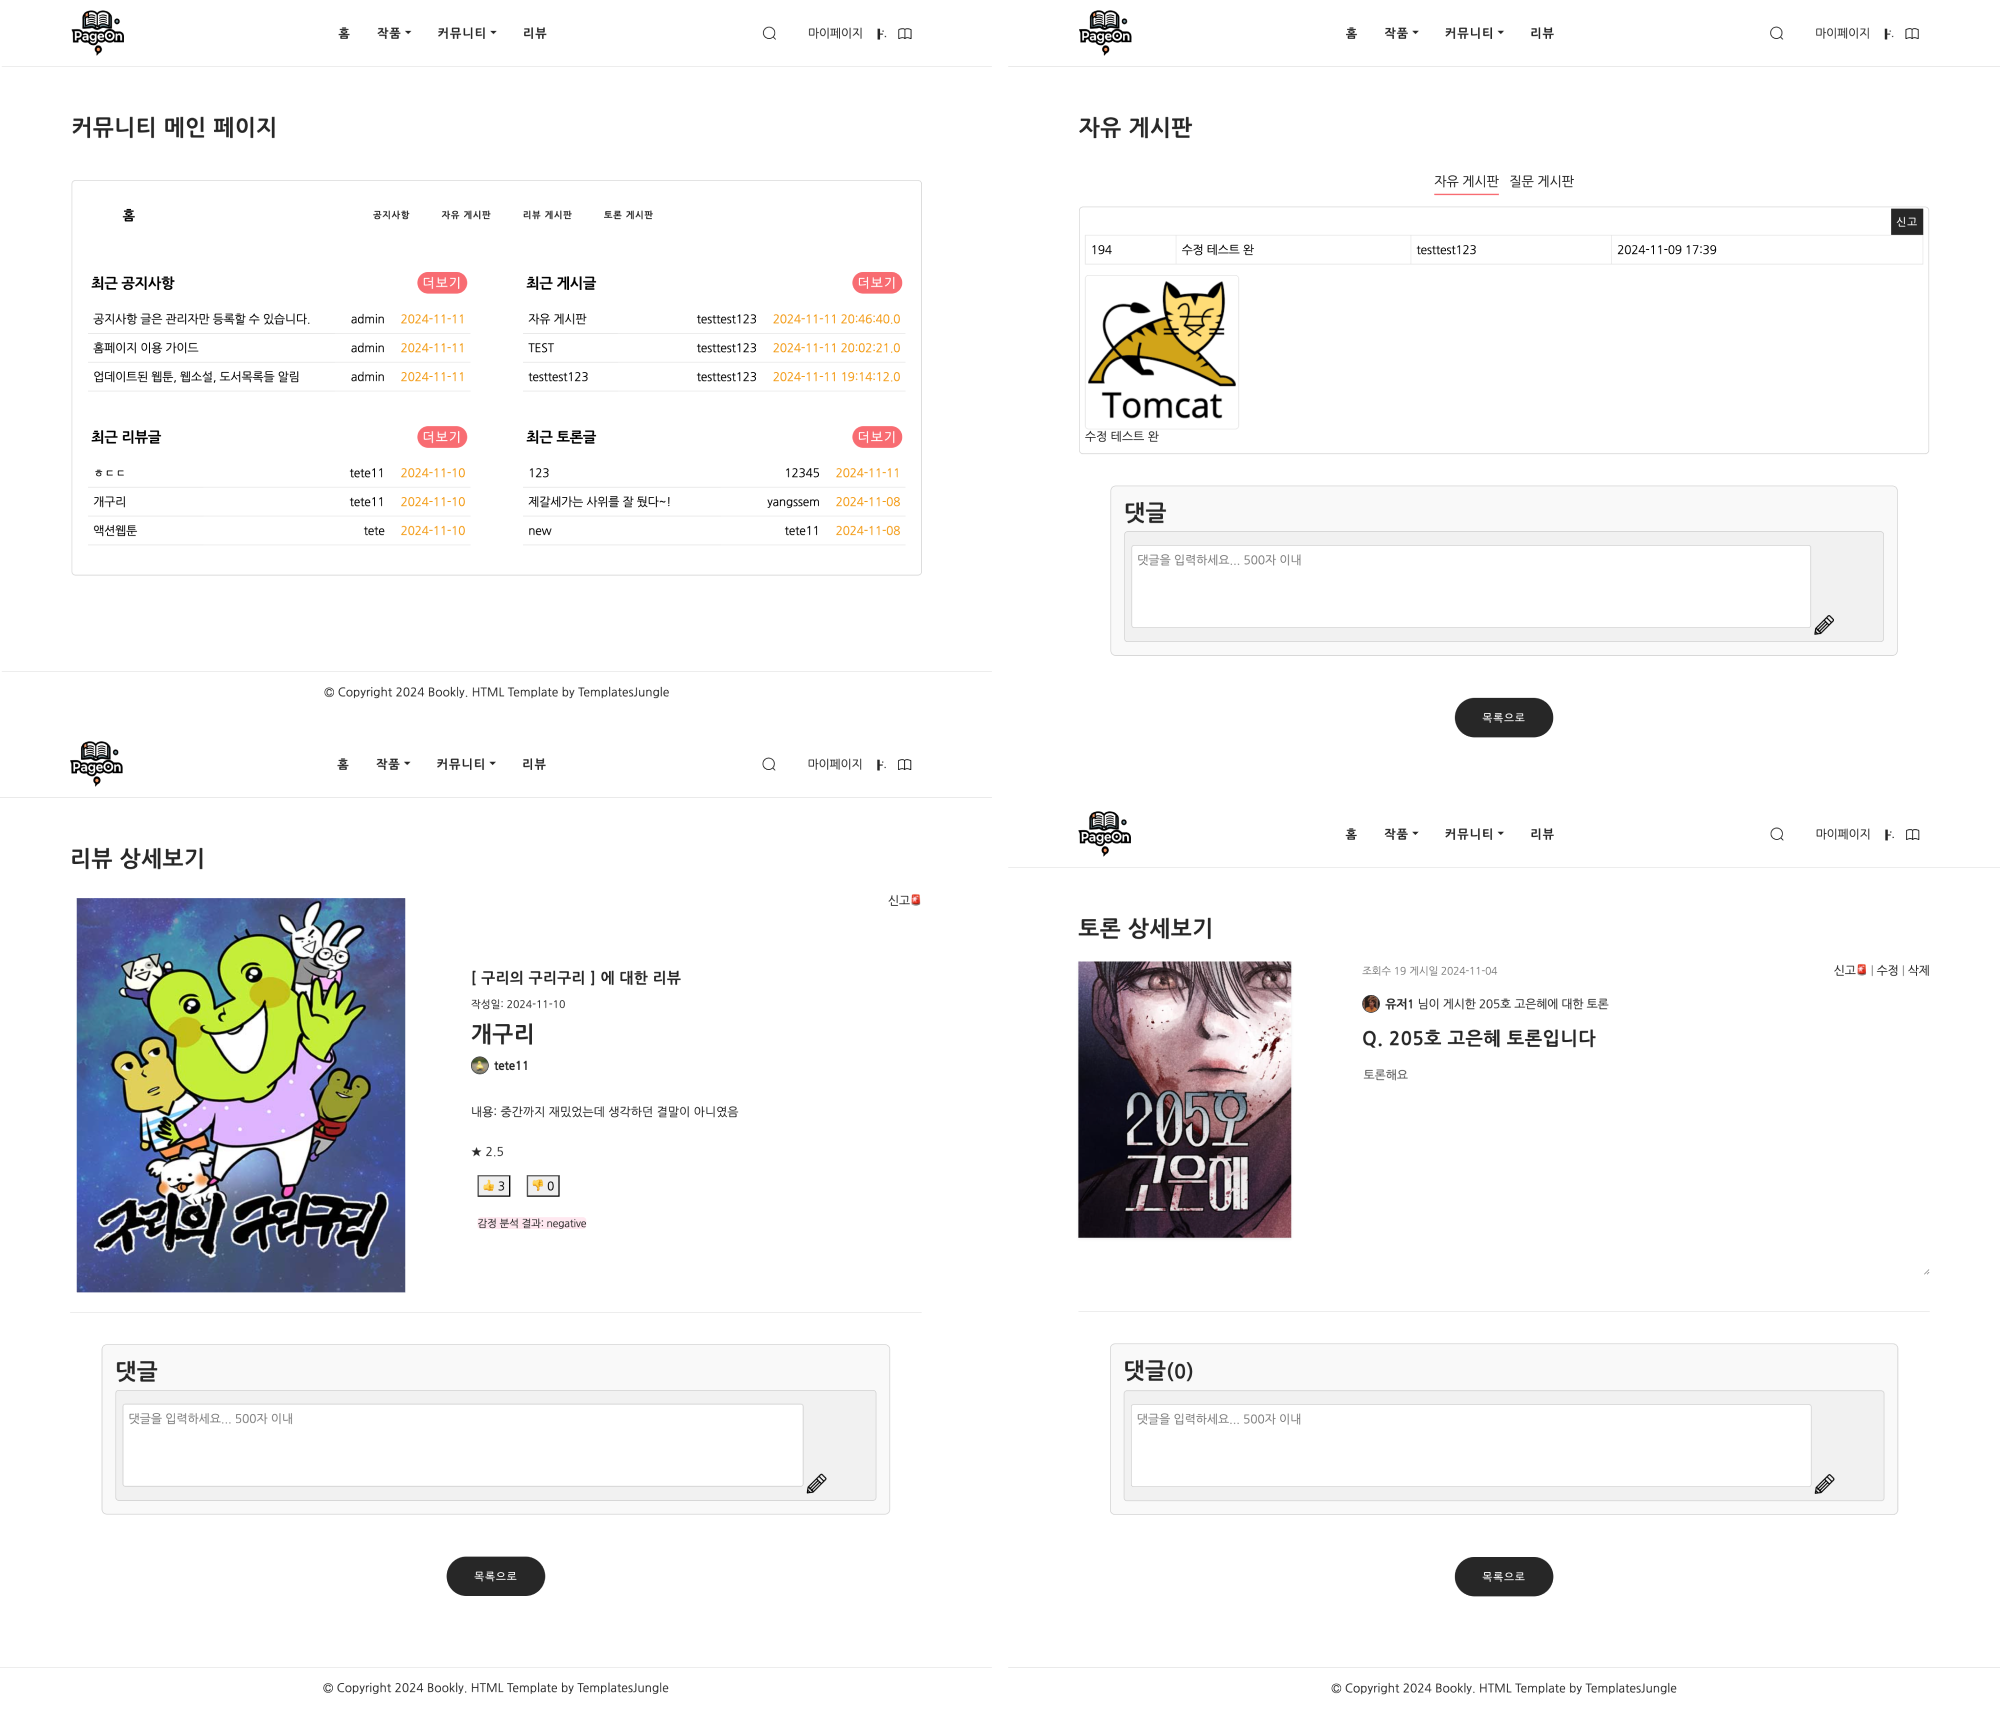 PageOn
홈 작품 커뮤니티 리뷰 마이페이지
커뮤니티 메인 페이지
홈 공지사항 자유 게시판 리뷰 게시판 토론 게시판
최근 공지사항 더보기
공지사항 글은 관리자만 등록할 수 있습니다. admin 2024-11-11
홈페이지 이용 가이드 admin 2024-11-11
업데이트된 웹툰, 웹소설, 도서목록들 알림 admin 2024-11-11
최근 게시글 더보기
자유 게시판 testtest123 2024-11-11 20:46:40.0
TEST testtest123 2024-11-11 20:02:21.0
testtest123 testtest123 2024-11-11 19:14:12.0
최근 리뷰글 더보기
ㅎㄷㄷ tete11 2024-11-10
개구리 tete11 2024-11-10
액션웹툰 tete 2024-11-10
최근 토론글 더보기
123 12345 2024-11-11
제갈세가는 사위를 잘 뒀다~! yangssem 2024-11-08
new tete11 2024-11-08
© Copyright 2024 Bookly. HTML Template by TemplatesJungle
PageOn
홈 작품 커뮤니티 리뷰 마이페이지
자유 게시판
자유 게시판 질문 게시판
신고
194 수정 테스트 완 testtest123 2024-11-09 17:39
Tomcat
수정 테스트 완
댓글
댓글을 입력하세요... 500자 이내
목록으로
PageOn
홈 작품 커뮤니티 리뷰 마이페이지
리뷰 상세보기
신고
구리의 구리구리
[ 구리의 구리구리 ] 에 대한 리뷰
작성일: 2024-11-10
개구리
tete11
내용: 중간까지 재밌었는데 생각하던 결말이 아니였음
★ 2.5
👍 3 👎 0
감정 분석 결과: negative
댓글
댓글을 입력하세요... 500자 이내
목록으로
© Copyright 2024 Bookly. HTML Template by TemplatesJungle
PageOn
홈 작품 커뮤니티 리뷰 마이페이지
토론 상세보기
205호
고은혜
조회수 19 게시일 2024-11-04
신고 | 수정 | 삭제
유저1 님이 게시한 205호 고은혜에 대한 토론
Q. 205호 고은혜 토론입니다
토론해요
댓글(0)
댓글을 입력하세요... 500자 이내
목록으로
© Copyright 2024 Bookly. HTML Template by TemplatesJungle